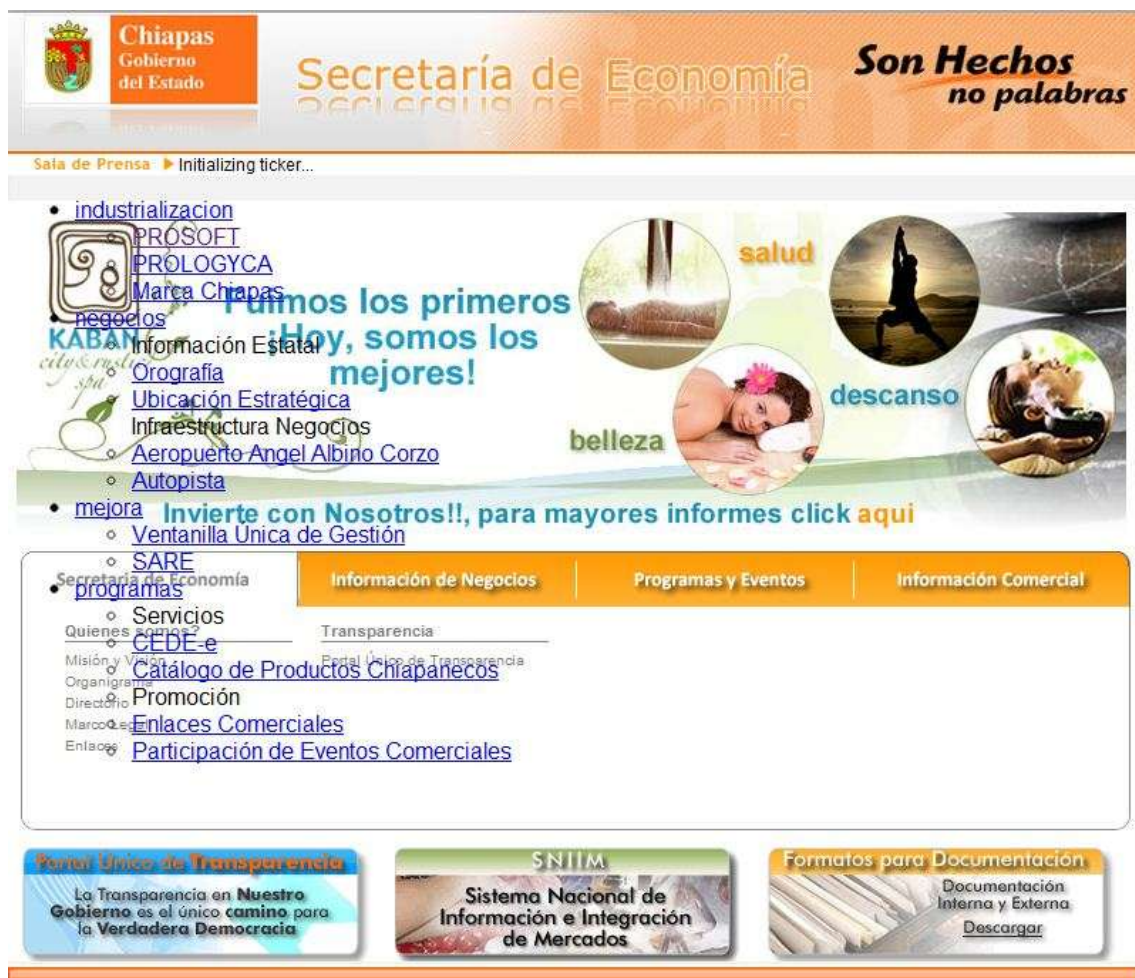 Chiapas
Gobierno
del Estado
Secretaría de Economía
Son Hechos
no palabras
Sala de Prensa Initializing ticker...
industrializacion
PROSOFT
PROLOGYCA
Marca Chiapas
negocios
Información Estatal
Orografía
Ubicación Estratégica
Infraestructura Negocios
Aeropuerto Angel Albino Corzo
Autopista
mejora
Ventanilla Única de Gestión
SARE
programas
Servicios
CEDE-e
Catálogo de Productos Chiapanecos
Promoción
Enlaces Comerciales
Participación de Eventos Comerciales
KABAN
city & rustic
spa
Fuimos los primeros
¡Hoy, somos los
mejores!
salud
descanso
belleza
Invierte con Nosotros!!, para mayores informes click aqui
Secretaria de Economía
Información de Negocios
Programas y Eventos
Información Comercial
Quienes somos?
Misión y Visión
Organigrama
Directorio
Marco Legal
Enlaces
Transparencia
Portal Único de Transparencia
Portal Único de Transparencia
La Transparencia en Nuestro
Gobierno es el único camino para
la Verdadera Democracia
SNIIM
Sistema Nacional de
Información e Integración
de Mercados
Formatos para Documentación
Documentación
Interna y Externa
Descargar